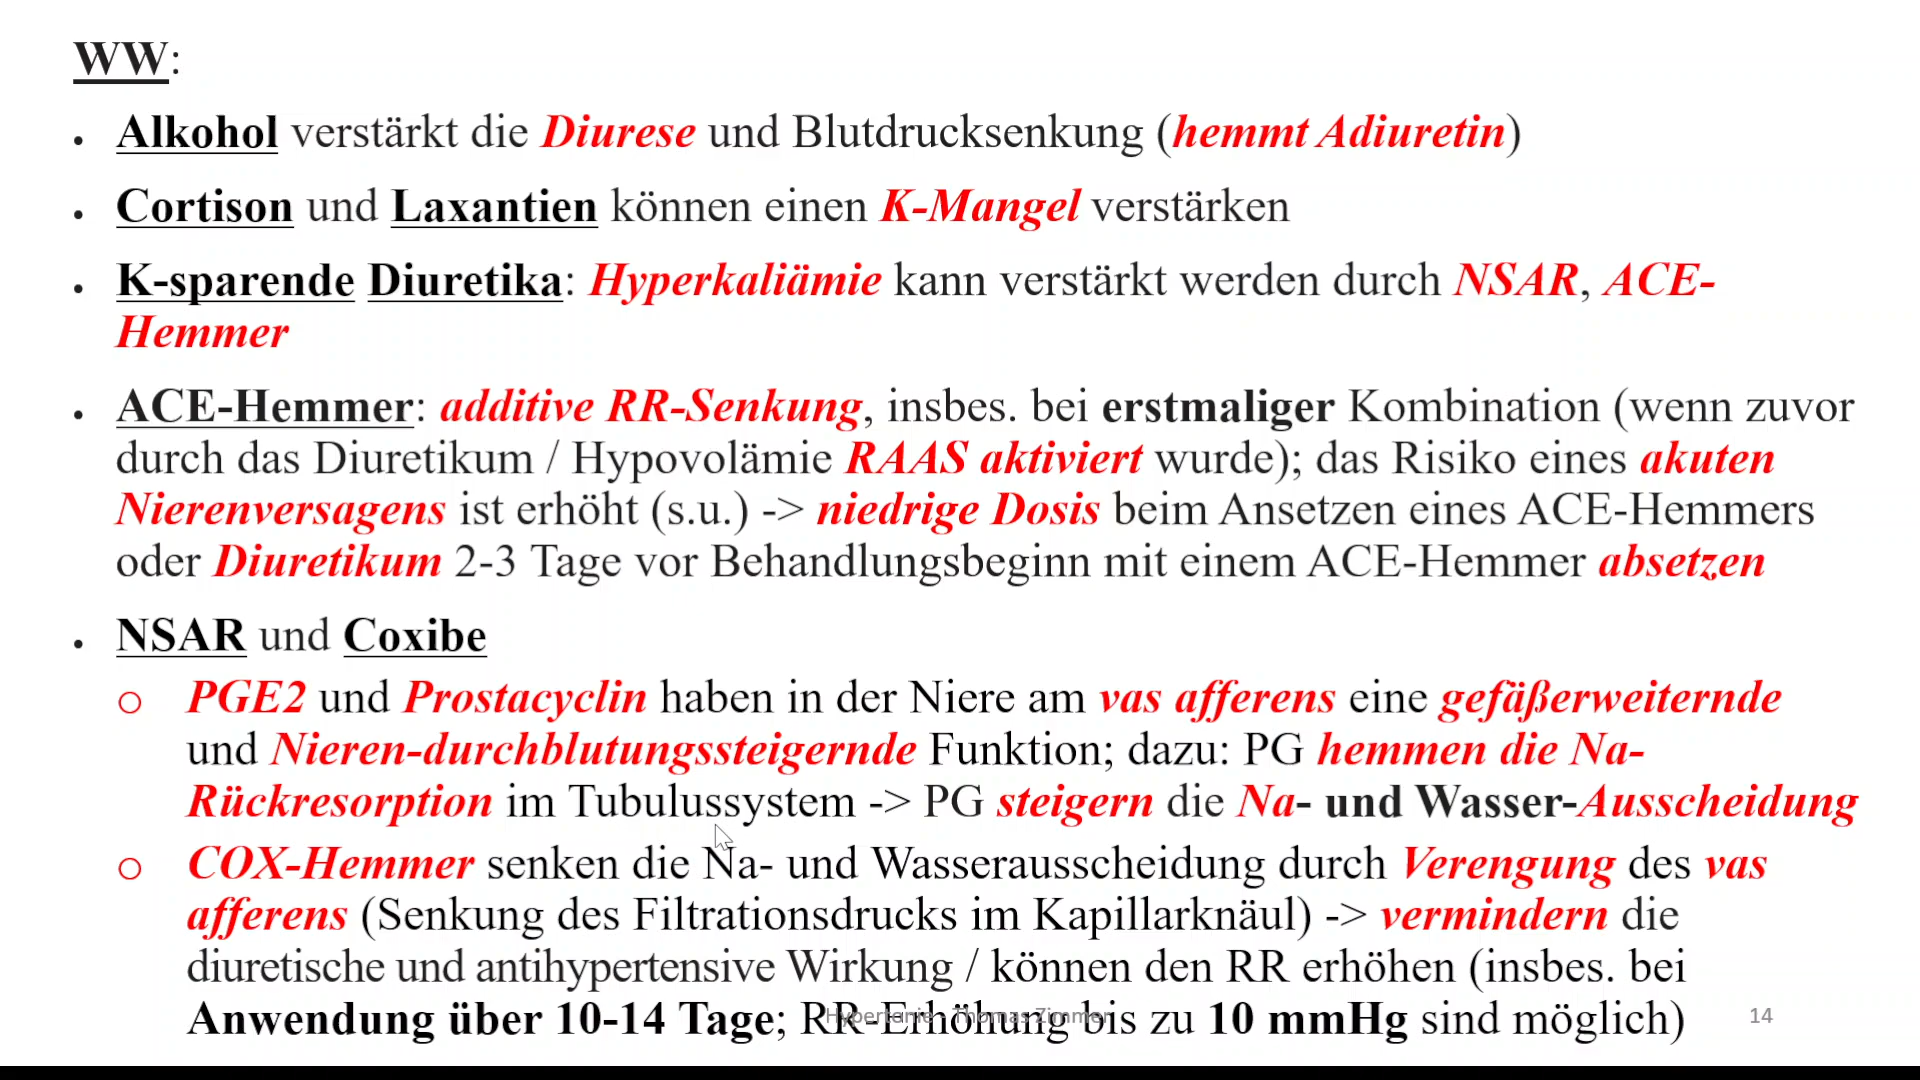 WW:
• Alkohol verstärkt die Diurese und Blutdrucksenkung (hemmt Adiuretin)
• Cortison und Laxantien können einen K-Mangel verstärken
• K-sparende Diuretika: Hyperkaliämie kann verstärkt werden durch NSAR, ACE-
Hemmer
• ACE-Hemmer: additive RR-Senkung, insbes. bei erstmaliger Kombination (wenn zuvor
durch das Diuretikum / Hypovolämie RAAS aktiviert wurde); das Risiko eines akuten
Nierenversagens ist erhöht (s.u.) -> niedrige Dosis beim Ansetzen eines ACE-Hemmers
oder Diuretikum 2-3 Tage vor Behandlungsbeginn mit einem ACE-Hemmer absetzen
• NSAR und Coxibe
o PGE2 und Prostacyclin haben in der Niere am vas afferens eine gefäßerweiternde
und Nieren-durchblutungssteigernde Funktion; dazu: PG hemmen die Na-
Rückresorption im Tubulussystem -> PG steigern die Na- und Wasser-Ausscheidung
o COX-Hemmer senken die Na- und Wasserausscheidung durch Verengung des vas
afferens (Senkung des Filtrationsdrucks im Kapillarknäul) -> vermindern die
diuretische und antihypertensive Wirkung / können den RR erhöhen (insbes. bei
Anwendung über 10-14 Tage; RR-Erhöhung bis zu 10 mmHg sind möglich)
Hypertonie - Thomas Zimmer
14